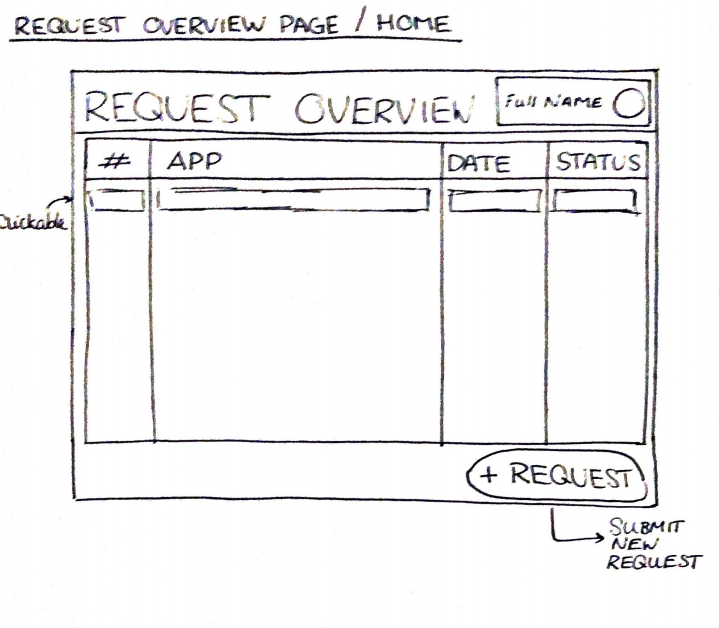 REQUEST OVERVIEW PAGE / HOME
REQUEST OVERVIEW
Full NAME
# APP DATE STATUS
Clickable
+ REQUEST
SUBMIT
NEW
REQUEST